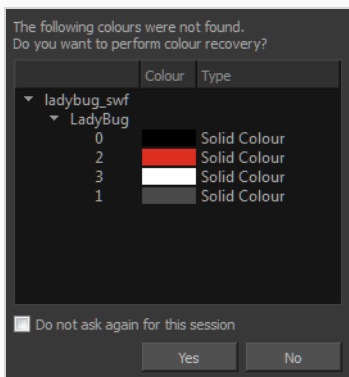 The following colours were not found.
Do you want to perform colour recovery?
Colour Type
ladybug_swf
LadyBug
0 Solid Colour
2 Solid Colour
3 Solid Colour
1 Solid Colour
Do not ask again for this session
Yes No